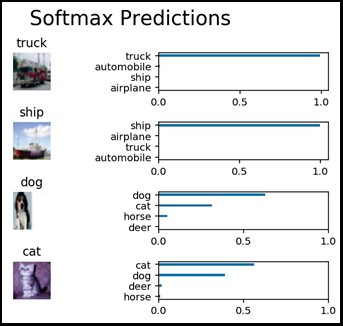 Softmax Predictions
truck
truck
automobile
ship
airplane
0.0 0.5 1.0
ship
ship
airplane
truck
automobile
0.0 0.5 1.0
dog
dog
cat
horse
deer
0.0 0.5 1.0
cat
cat
dog
deer
horse
0.0 0.5 1.0